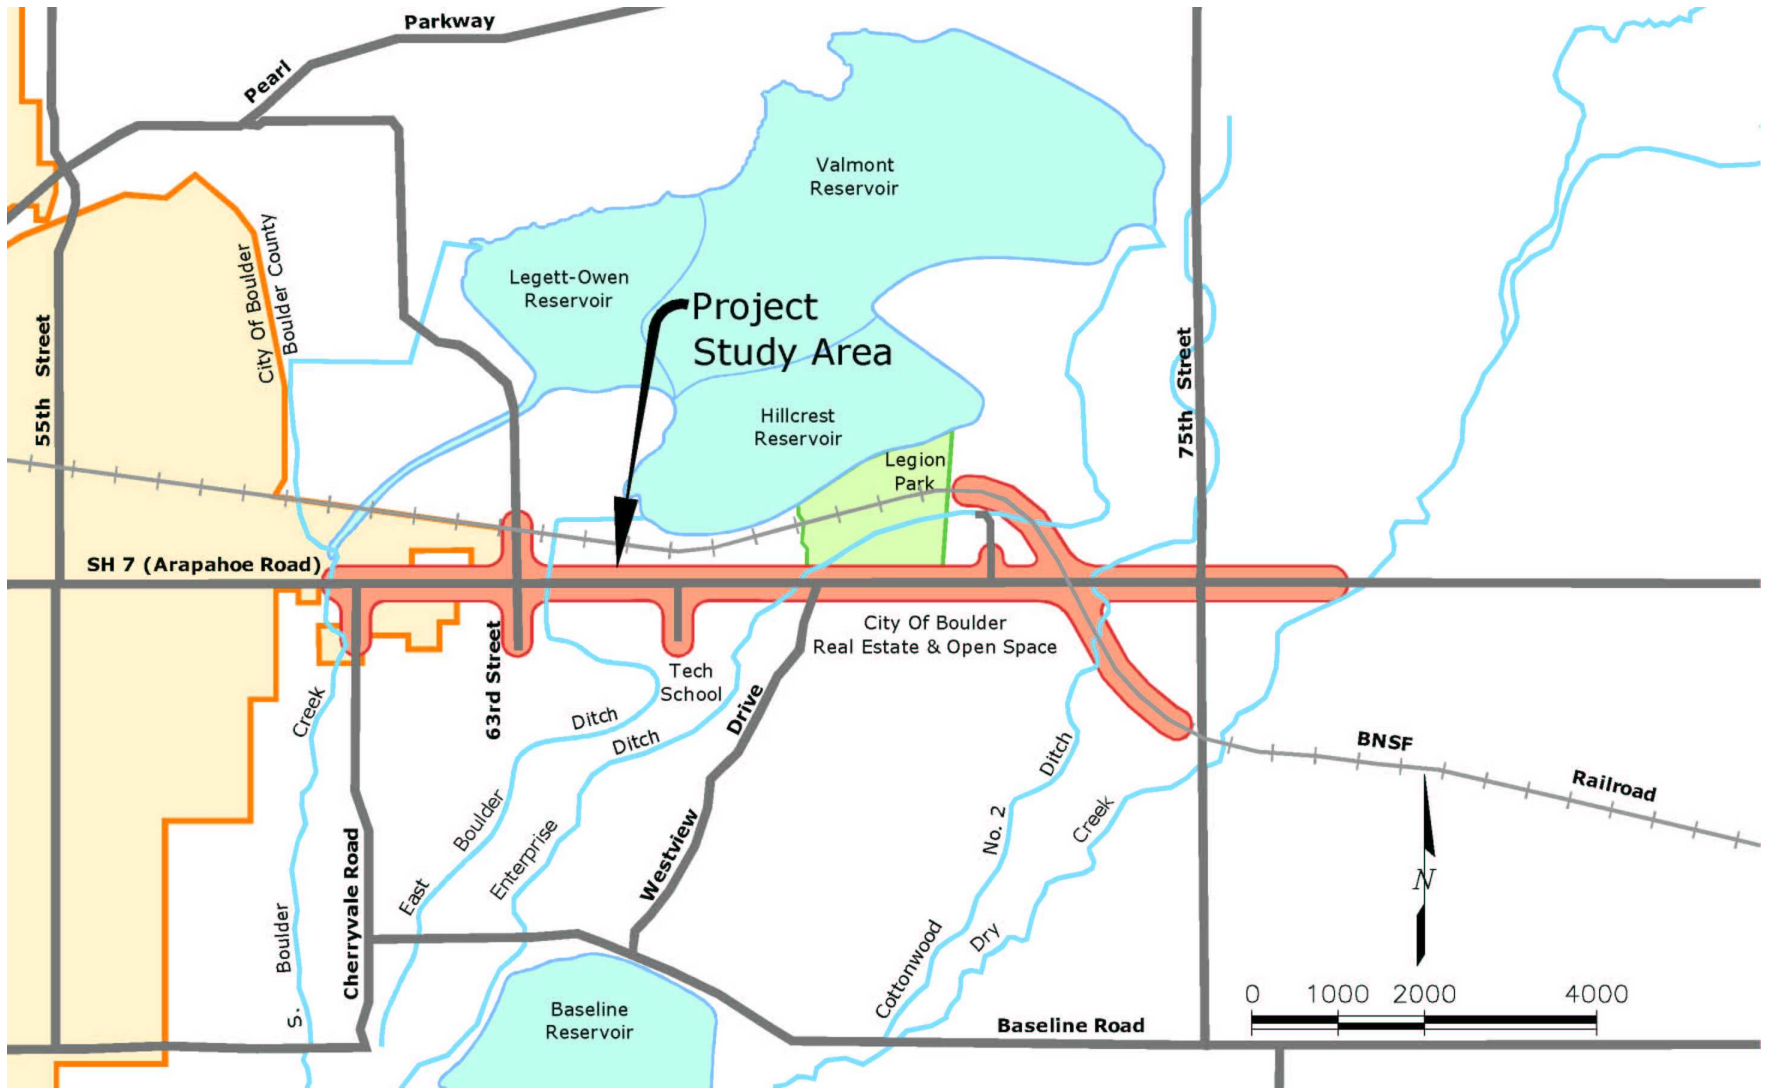 Parkway
Pearl
Valmont
Reservoir
City Of Boulder
Boulder County
Legett-Owen
Reservoir
Project
Study Area
55th Street
75th Street
Hillcrest
Reservoir
Legion
Park
SH 7 (Arapahoe Road)
City Of Boulder
Real Estate & Open Space
63rd Street
Tech
School
Creek
Ditch
Ditch
Drive
BNSF
Railroad
Ditch
No. 2
Creek
Boulder
Enterprise
Westview
East
Cherryvale Road
N
Boulder
S.
Cottonwood
Dry
Baseline
Reservoir
Baseline Road
0 1000 2000 4000